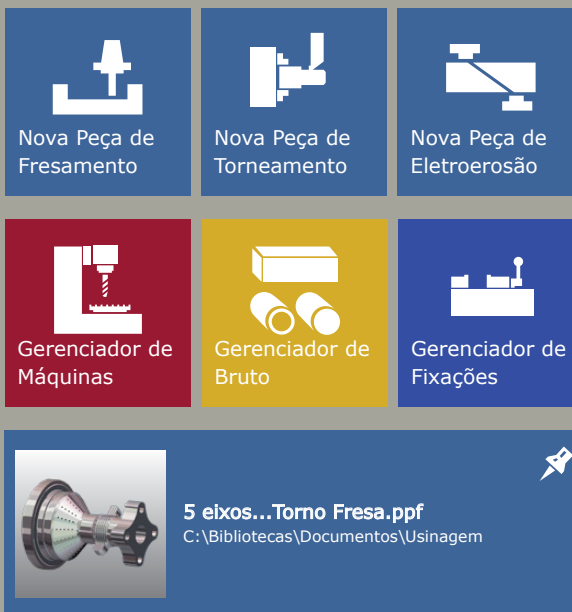 Nova Peça de
Fresamento
Nova Peça de
Torneamento
Nova Peça de
Eletroerosão
Gerenciador de
Máquinas
Gerenciador de
Bruto
Gerenciador de
Fixações
5 eixos...Torno Fresa.ppf
C:\Bibliotecas\Documentos\Usinagem